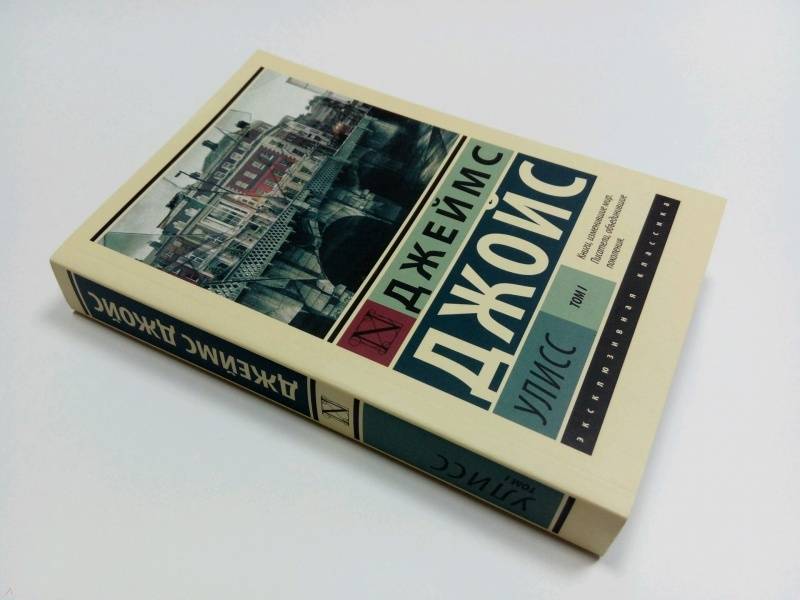 ДЖЕЙМС
ДЖОЙС
УЛИСС
ТОМ I
Книги, изменившие мир.
Писатели, объединившие
поколения.
эксклюзивная классика
N
ДЖЕЙМС ДЖОЙС
N
УЛИСС
ТОМ I